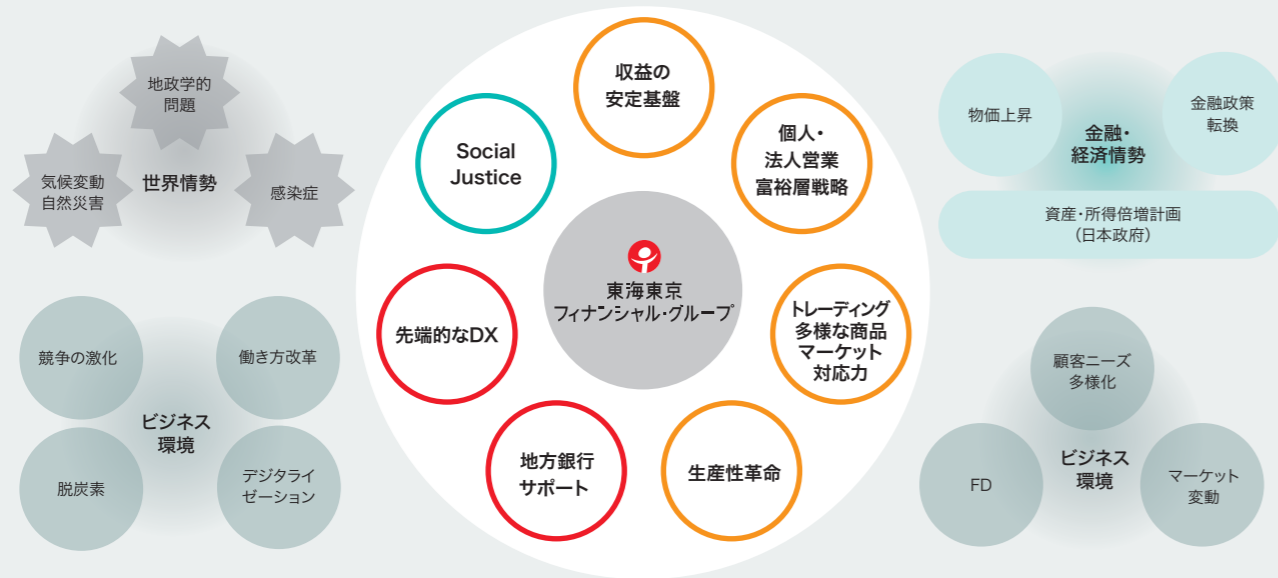 地政学的
問題
気候変動
自然災害
世界情勢
感染症
競争の激化
働き方改革
ビジネス
環境
脱炭素
デジタライ
ゼーション
収益の
安定基盤
Social
Justice
個人・
法人営業
富裕層戦略
東海東京
フィナンシャル・グループ
先端的なDX
トレーディング
多様な商品
マーケット
対応力
地方銀行
サポート
生産性革命
物価上昇
金融政策
転換
金融・
経済情勢
資産・所得倍増計画
（日本政府）
顧客ニーズ
多様化
FD
ビジネス
環境
マーケット
変動